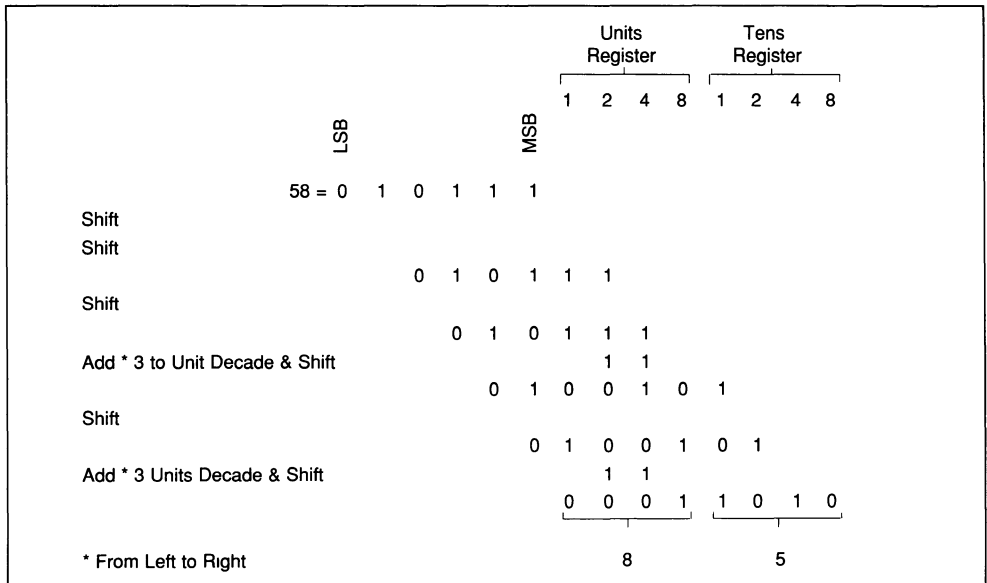 Units Tens
Register Register
1 2 4 8 1 2 4 8
LSB MSB
58 = 0 1 0 1 1 1
Shift
Shift
0 1 0 1 1 1
Shift
0 1 0 1 1 1
Add * 3 to Unit Decade & Shift
1 1
0 1 0 0 1 0 1
Shift
0 1 0 0 1 0 1
Add * 3 Units Decade & Shift
1 1
0 0 0 1 1 0 1 0
* From Left to Right 8 5